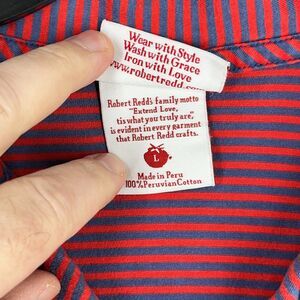 Wear with Style
Wash with Grace
Iron with Love
www.robertredd.com
Robert Redd's family motto
"Extend Love,
tis what you truly are,"
is evident in every garment
that Robert Redd crafts.
L
Made in Peru
100% Peruvian Cotton